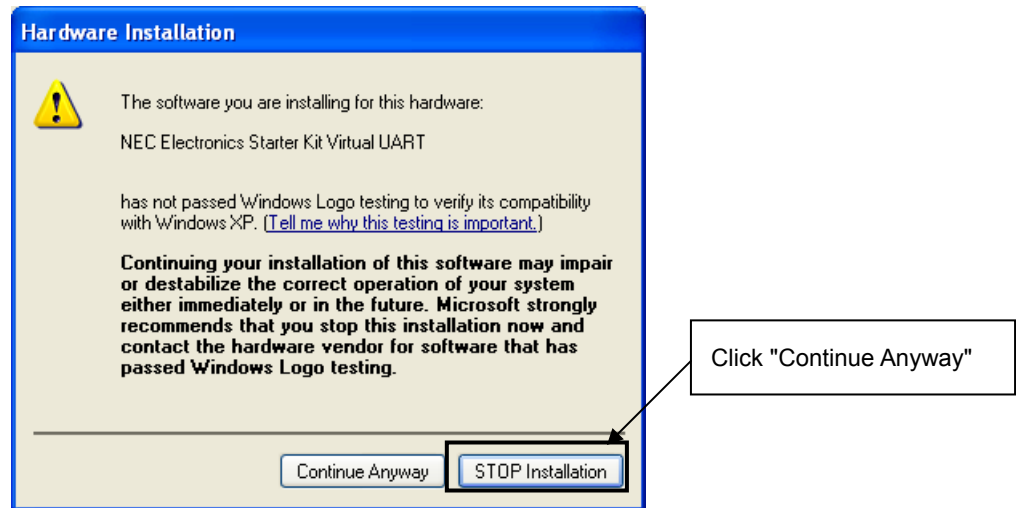 Hardware Installation
The software you are installing for this hardware:
NEC Electronics Starter Kit Virtual UART
has not passed Windows Logo testing to verify its compatibility
with Windows XP. (Tell me why this testing is important.)
Continuing your installation of this software may impair
or destabilize the correct operation of your system
either immediately or in the future. Microsoft strongly
recommends that you stop this installation now and
contact the hardware vendor for software that has
passed Windows Logo testing.
Continue Anyway
STOP Installation
Click "Continue Anyway"